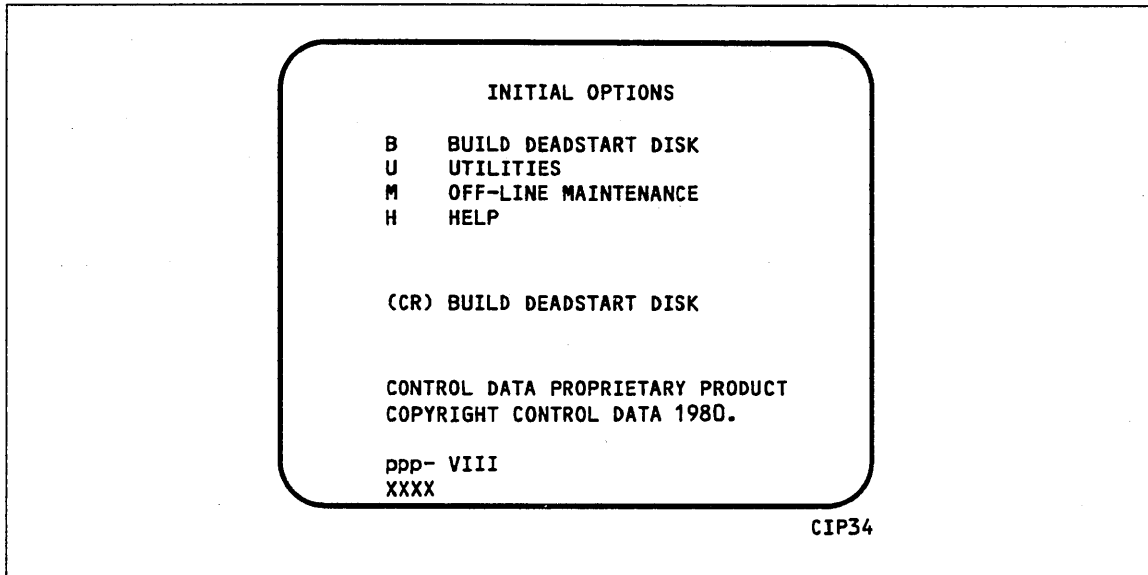 INITIAL OPTIONS
B BUILD DEADSTART DISK
U UTILITIES
M OFF-LINE MAINTENANCE
H HELP
(CR) BUILD DEADSTART DISK
CONTROL DATA PROPRIETARY PRODUCT
COPYRIGHT CONTROL DATA 1980.
ppp- VIII
XXXX
CIP34